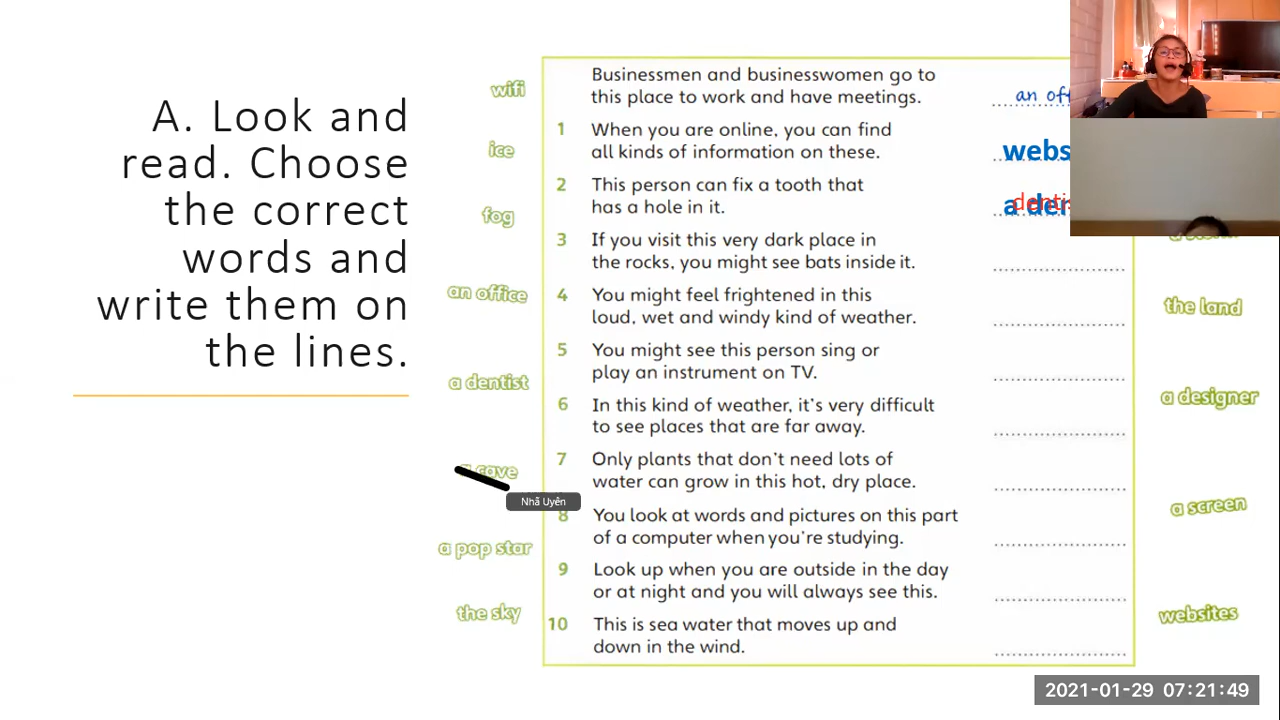 A. Look and
read. Choose
the correct
words and
write them on
the lines.
wifi
ice
fog
an office
a dentist
cave
Nhã Uyên
a pop star
the sky
Businessmen and businesswomen go to
this place to work and have meetings.
an off
1 When you are online, you can find
all kinds of information on these.
webs
2 This person can fix a tooth that
has a hole in it.
a den
denti
3 If you visit this very dark place in
the rocks, you might see bats inside it.
4 You might feel frightened in this
loud, wet and windy kind of weather.
5 You might see this person sing or
play an instrument on TV.
6 In this kind of weather, it's very difficult
to see places that are far away.
7 Only plants that don't need lots of
water can grow in this hot, dry place.
8 You look at words and pictures on this part
of a computer when you're studying.
9 Look up when you are outside in the day
or at night and you will always see this.
10 This is sea water that moves up and
down in the wind.
the land
a designer
a screen
websites
2021-01-29 07:21:49